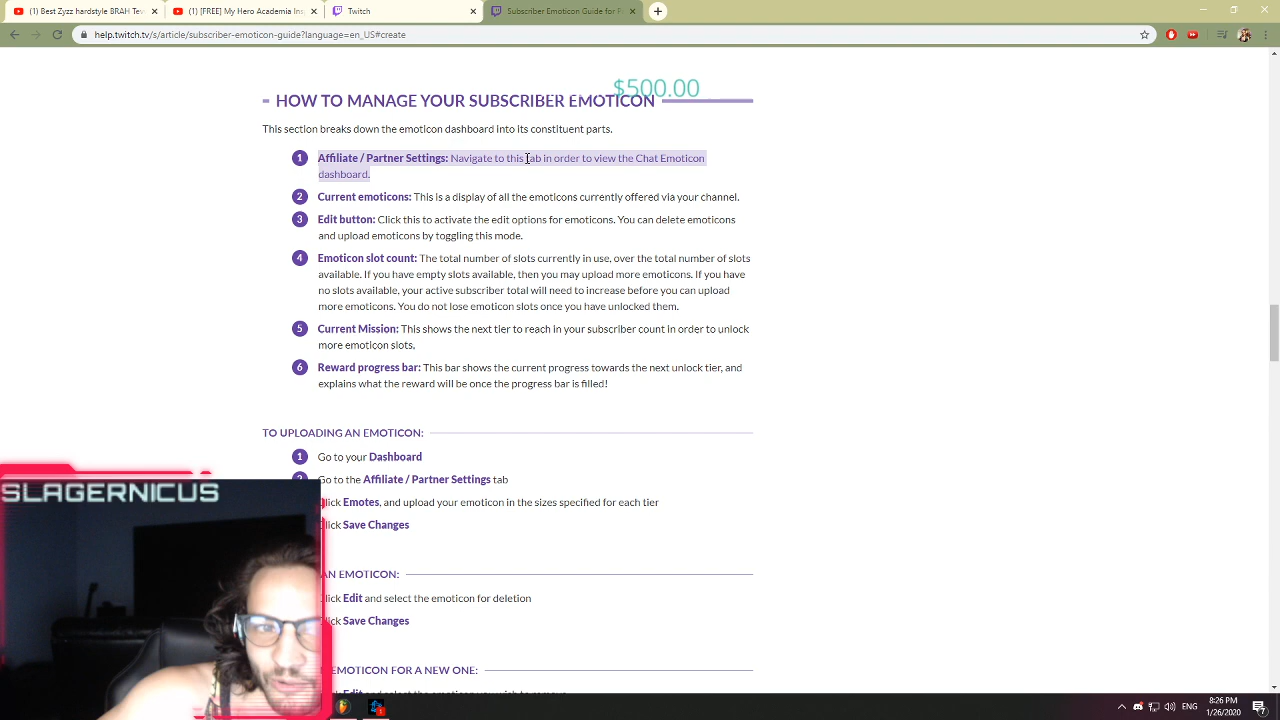 (1) Best Zyzz hardstyle BRAH Tev
(1) [FREE] My Hero Academia Ins
Twitch
Subscriber Emoticon Guide for P
help.twitch.tv/s/article/subscriber-emoticon-guide?language=en_US#create
$500.00
HOW TO MANAGE YOUR SUBSCRIBER EMOTICON
This section breaks down the emoticon dashboard into its constituent parts.
1 Affiliate / Partner Settings: Navigate to this tab in order to view the Chat Emoticon
dashboard.
2 Current emoticons: This is a display of all the emoticons currently offered via your channel.
3 Edit button: Click this to activate the edit options for emoticons. You can delete emoticons
and upload emoticons by toggling this mode.
4 Emoticon slot count: The total number of slots currently in use, over the total number of slots
available. If you have empty slots available, then you may upload more emoticons. If you have
no slots available, your active subscriber total will need to increase before you can upload
more emoticons. You do not lose emoticon slots once you have unlocked them.
5 Current Mission: This shows the next tier to reach in your subscriber count in order to unlock
more emoticon slots,
6 Reward progress bar: This bar shows the current progress towards the next unlock tier, and
explains what the reward will be once the progress bar is filled!
TO UPLOADING AN EMOTICON:
1 Go to your Dashboard
Go to the Affiliate / Partner Settings tab
Click Emotes, and upload your emoticon in the sizes specified for each tier
Click Save Changes
SLAGERNICUS
AN EMOTICON:
Click Edit and select the emoticon for deletion
Click Save Changes
EMOTICON FOR A NEW ONE:
ENG
8:26 PM
1/26/2020